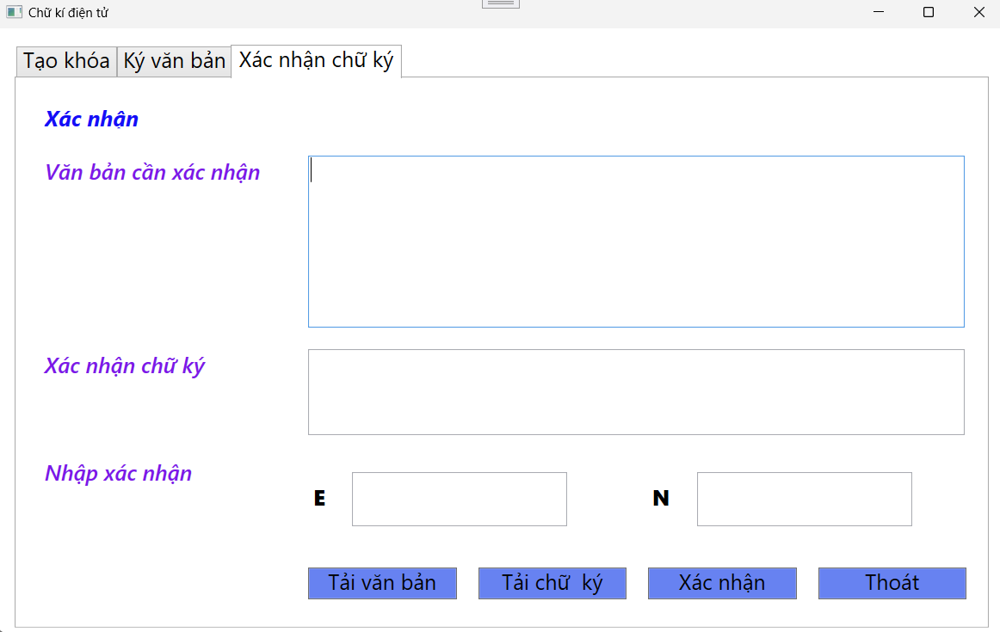 Chữ kí điện tử
Tạo khóa Ký văn bản Xác nhận chữ ký
Xác nhận
Văn bản cần xác nhận
Xác nhận chữ ký
Nhập xác nhận
E N
Tải văn bản Tải chữ  ký Xác nhận Thoát